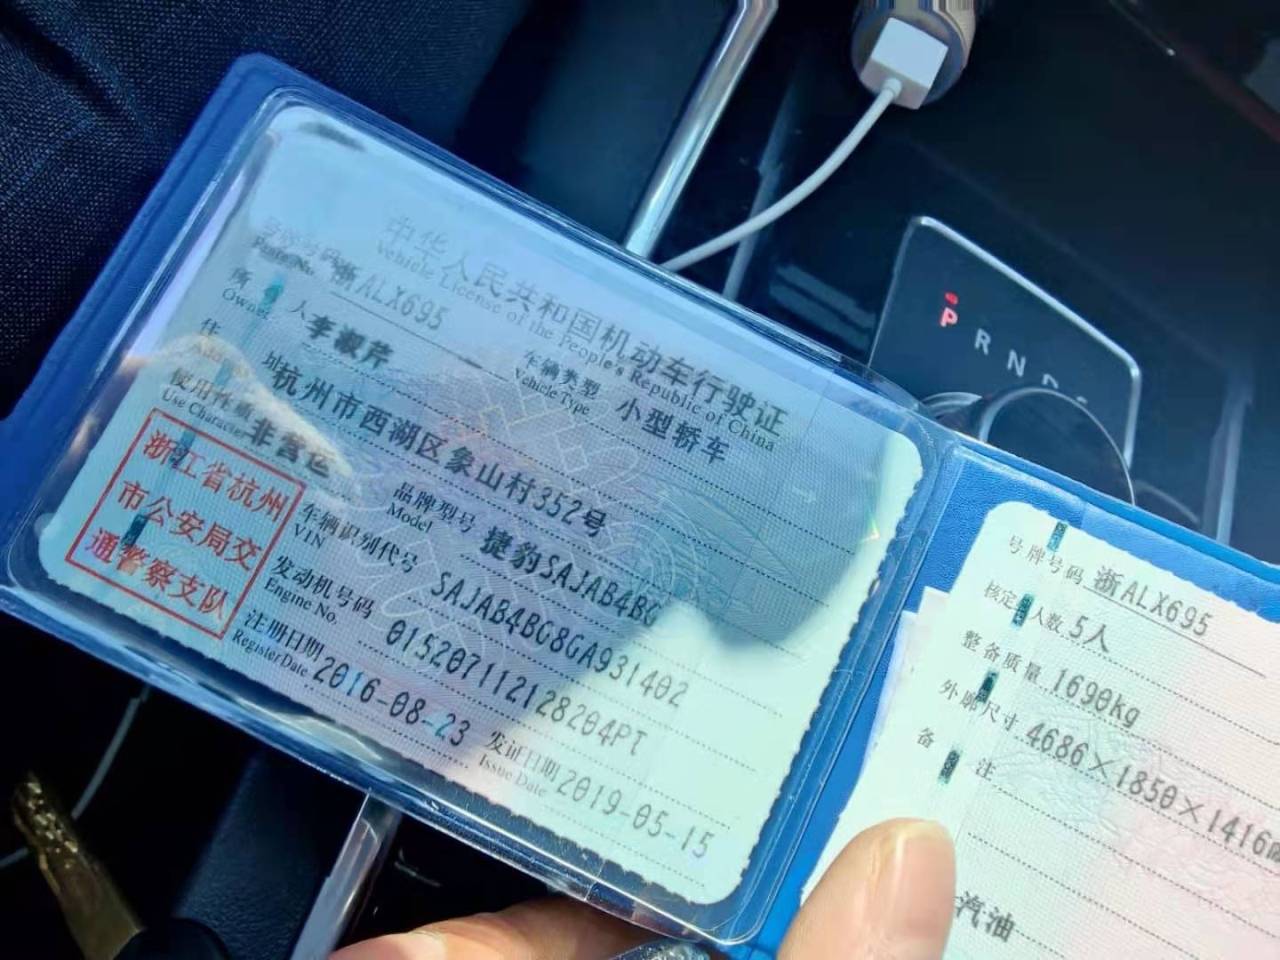 中华人民共和国机动车行驶证
Vehicle License of the People's Republic of China
号牌号码 浙ALX695
Plate No.
车辆类型 小型轿车
Vehicle Type
所有人 李淑芹
Owner
住址 杭州市西湖区象山村352号
使用性质 非营运
Use Character
品牌型号 捷豹SAJAB4BG
Model
车辆识别代号 SAJAB4BG8GA931402
VIN
发动机号码 015207112128204PT
Engine No.
注册日期 2016-08-23
Register Date
发证日期 2019-05-15
Issue Date
浙江省杭州
市公安局交
通警察支队
号牌号码 浙ALX695
核定人数 5人
整备质量 1690kg
外廓尺寸 4686×1850×1416
备注
汽油
P R N D